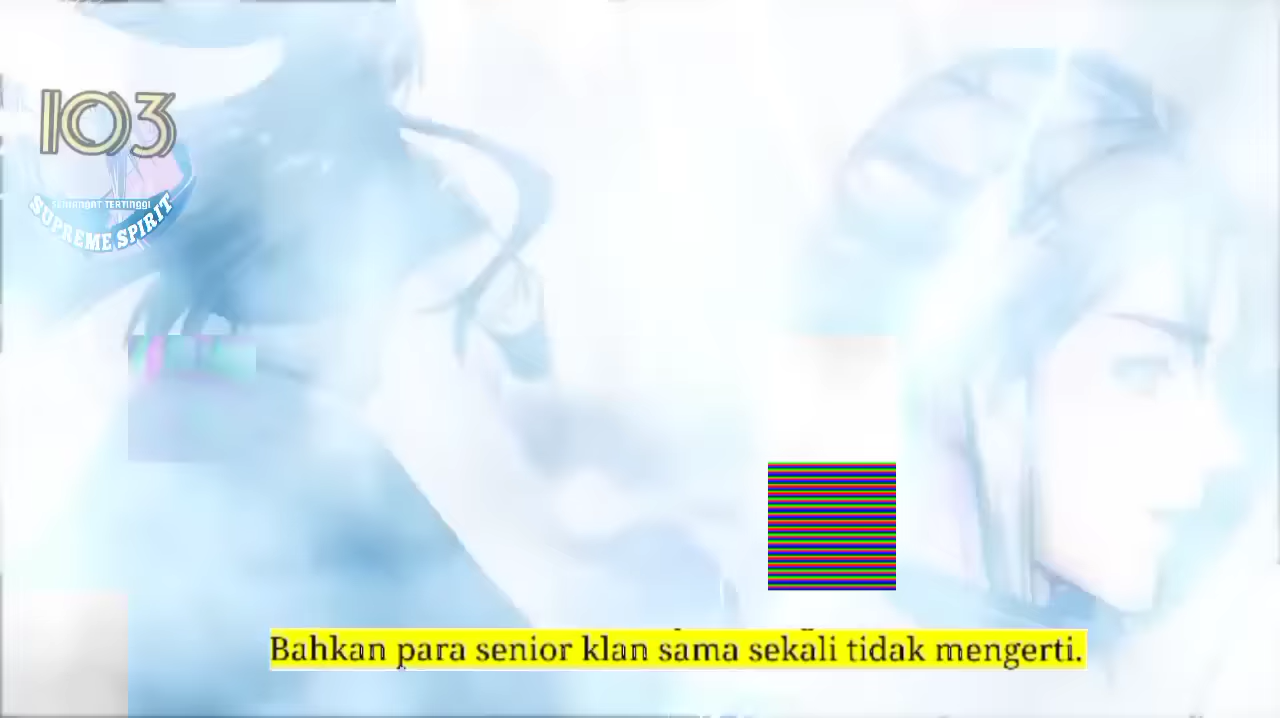 103
SEMANGAT TERTINGGI
SUPREME SPIRIT
Bahkan para senior klan sama sekali tidak mengerti.